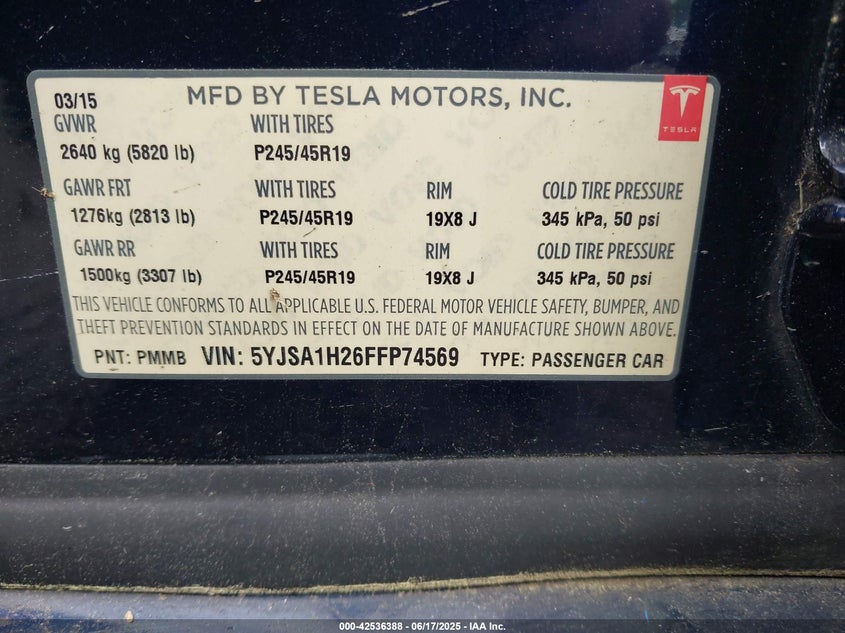 03/15 MFD BY TESLA MOTORS, INC.
TESLA
GVWR WITH TIRES
2640 kg (5820 lb) P245/45R19
GAWR FRT WITH TIRES RIM COLD TIRE PRESSURE
1276kg (2813 lb) P245/45R19 19X8 J 345 kPa, 50 psi
GAWR RR WITH TIRES RIM COLD TIRE PRESSURE
1500kg (3307 lb) P245/45R19 19X8 J 345 kPa, 50 psi
THIS VEHICLE CONFORMS TO ALL APPLICABLE U.S. FEDERAL MOTOR VEHICLE SAFETY, BUMPER, AND
THEFT PREVENTION STANDARDS IN EFFECT ON THE DATE OF MANUFACTURE SHOWN ABOVE.
PNT: PMMB VIN: 5YJSA1H26FFP74569 TYPE: PASSENGER CAR
000-42536388 - 06/17/2025 - IAA Inc.